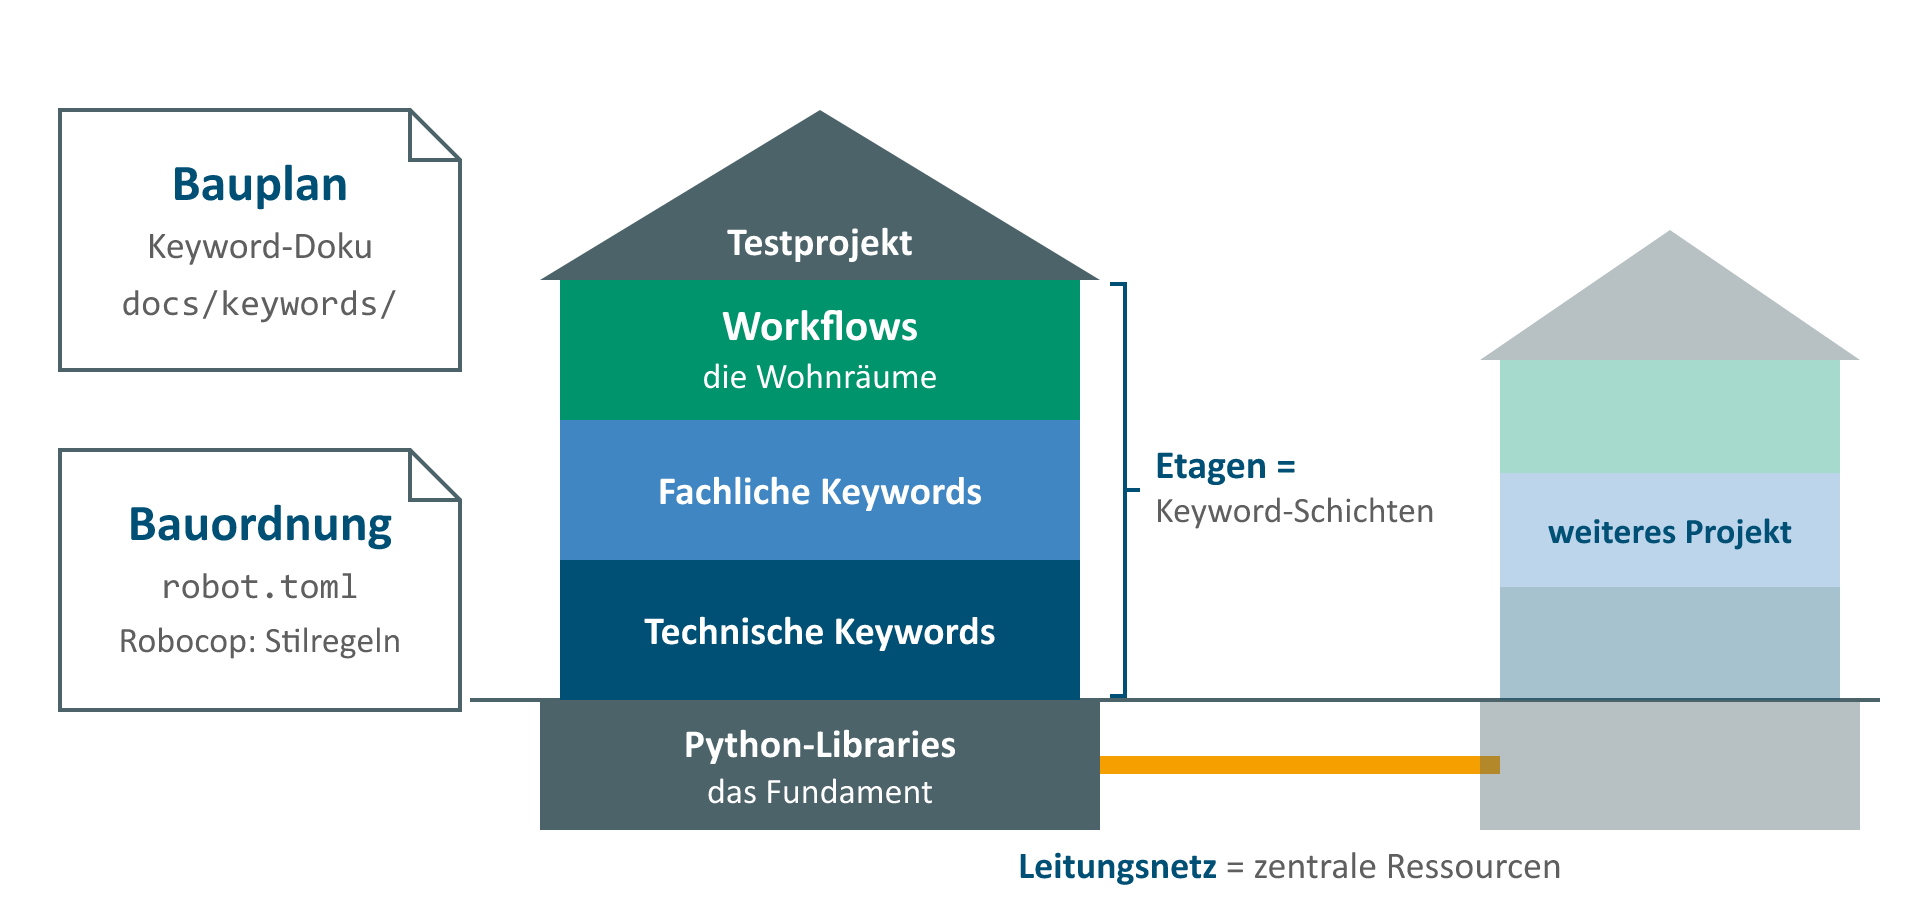 Bauplan
Keyword-Doku
docs/keywords/
Bauordnung
robot.toml
Robocop: Stilregeln
Testprojekt
Workflows
die Wohnräume
Fachliche Keywords
Technische Keywords
Python-Libraries
das Fundament
Etagen =
Keyword-Schichten
weiteres Projekt
Leitungsnetz = zentrale Ressourcen